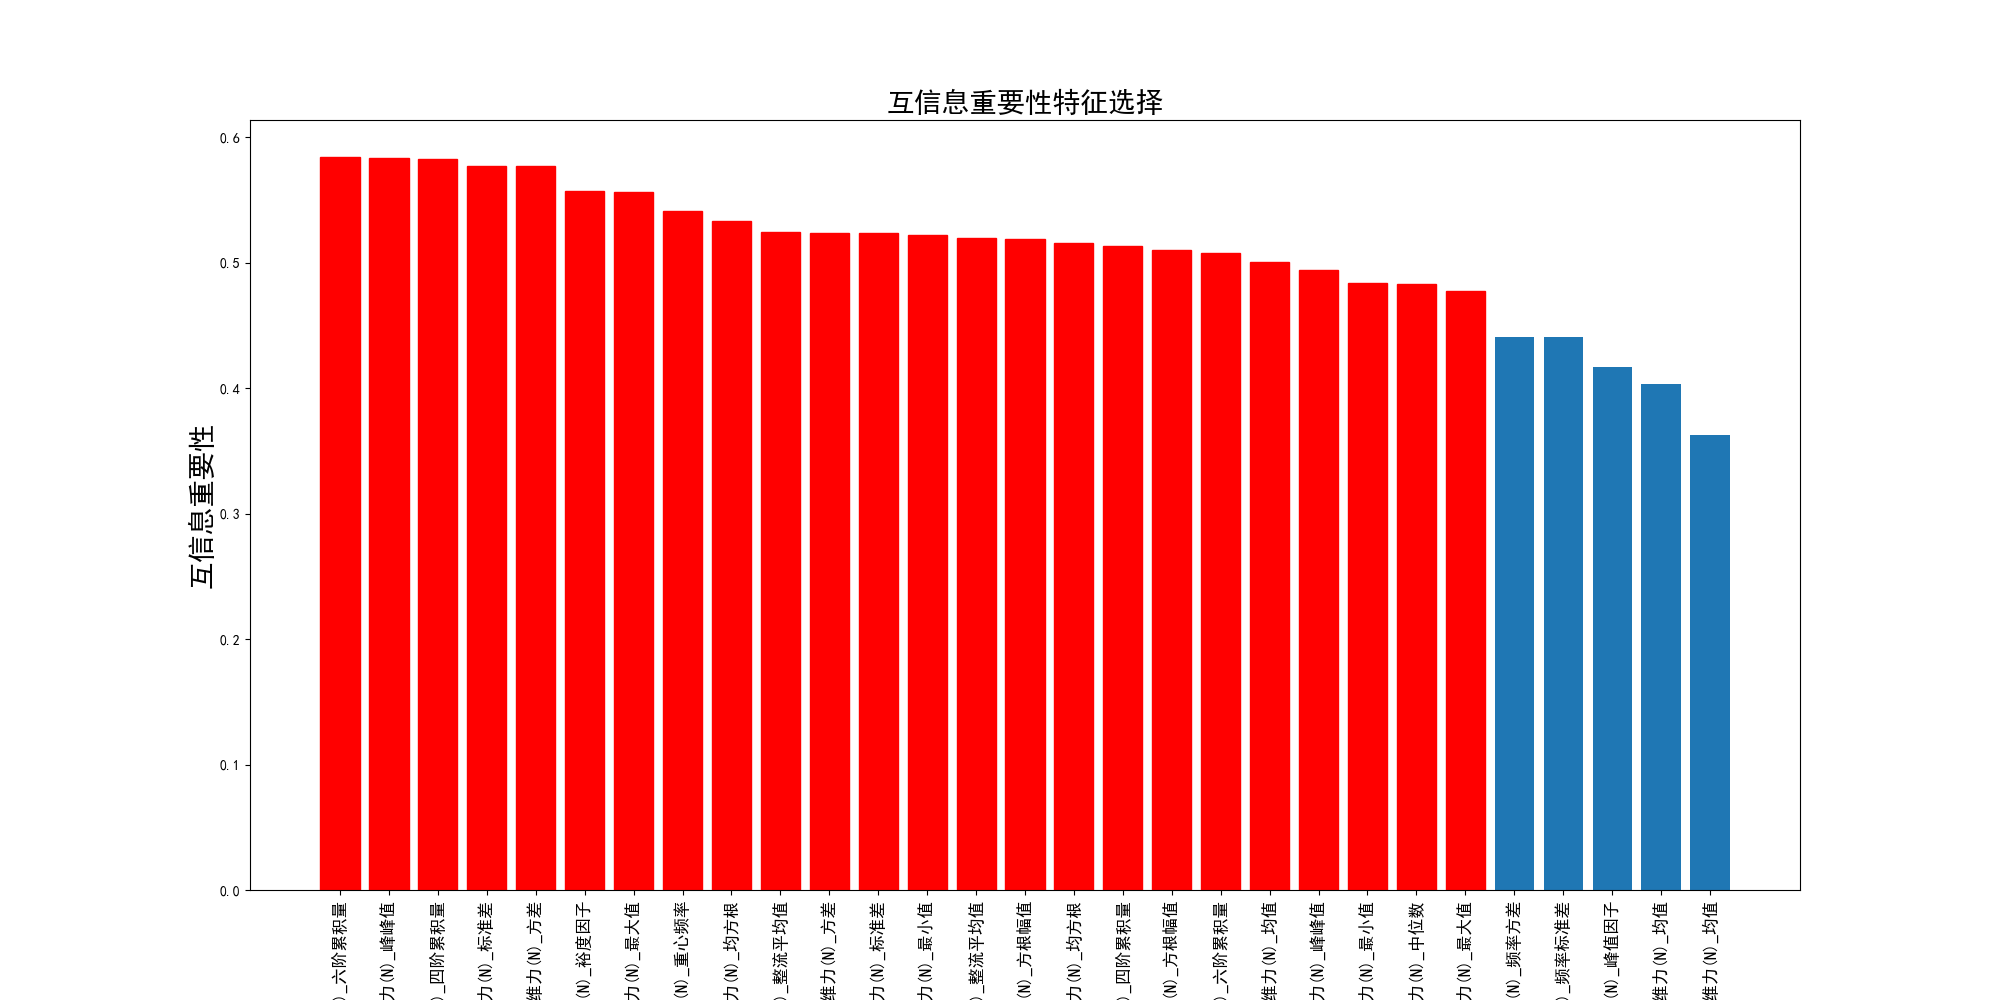 互信息重要性特征选择
互信息重要性
0.6
0.5
0.4
0.3
0.2
0.1
0.0
)_六阶累积量
力(N)_峰峰值
)_四阶累积量
力(N)_标准差
维力(N)_方差
(N)_裕度因子
力(N)_最大值
(N)_重心频率
力(N)_均方根
)_整流平均值
维力(N)_方差
力(N)_标准差
力(N)_最小值
)_整流平均值
(N)_方根幅值
力(N)_均方根
)_四阶累积量
(N)_方根幅值
)_六阶累积量
维力(N)_均值
力(N)_峰峰值
力(N)_最小值
力(N)_中位数
力(N)_最大值
(N)_频率方差
)_频率标准差
(N)_峰值因子
维力(N)_均值
维力(N)_均值